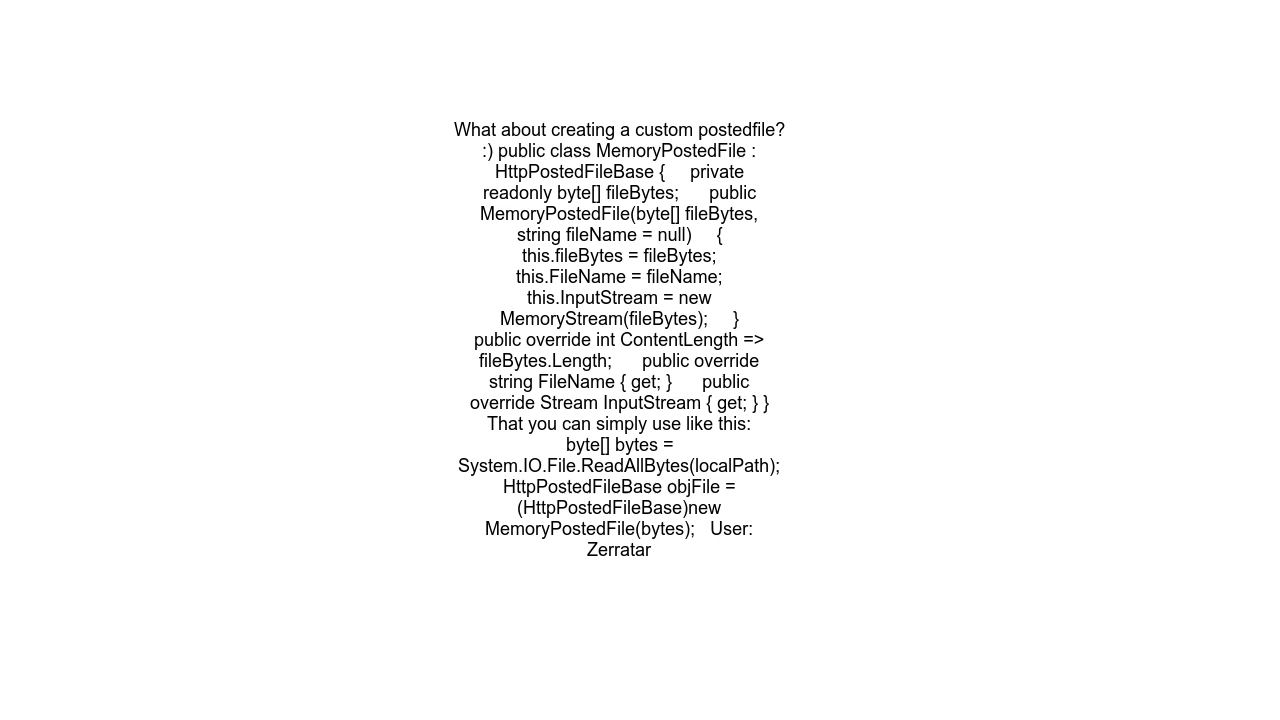 What about creating a custom postedfile?
:) public class MemoryPostedFile :
HttpPostedFileBase {     private
readonly byte[] fileBytes;      public
MemoryPostedFile(byte[] fileBytes,
string fileName = null)     {
this.fileBytes = fileBytes;
this.FileName = fileName;
this.InputStream = new
MemoryStream(fileBytes);     }
public override int ContentLength =>
fileBytes.Length;      public override
string FileName { get; }      public
override Stream InputStream { get; } }
That you can simply use like this:
byte[] bytes =
System.IO.File.ReadAllBytes(localPath);
HttpPostedFileBase objFile =
(HttpPostedFileBase)new
MemoryPostedFile(bytes);   User:
Zerratar